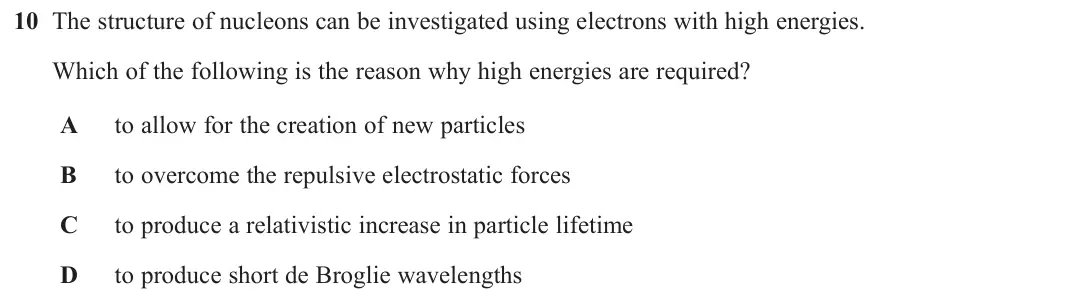 10 The structure of nucleons can be investigated using electrons with high energies.
Which of the following is the reason why high energies are required?
A to allow for the creation of new particles
B to overcome the repulsive electrostatic forces
C to produce a relativistic increase in particle lifetime
D to produce short de Broglie wavelengths